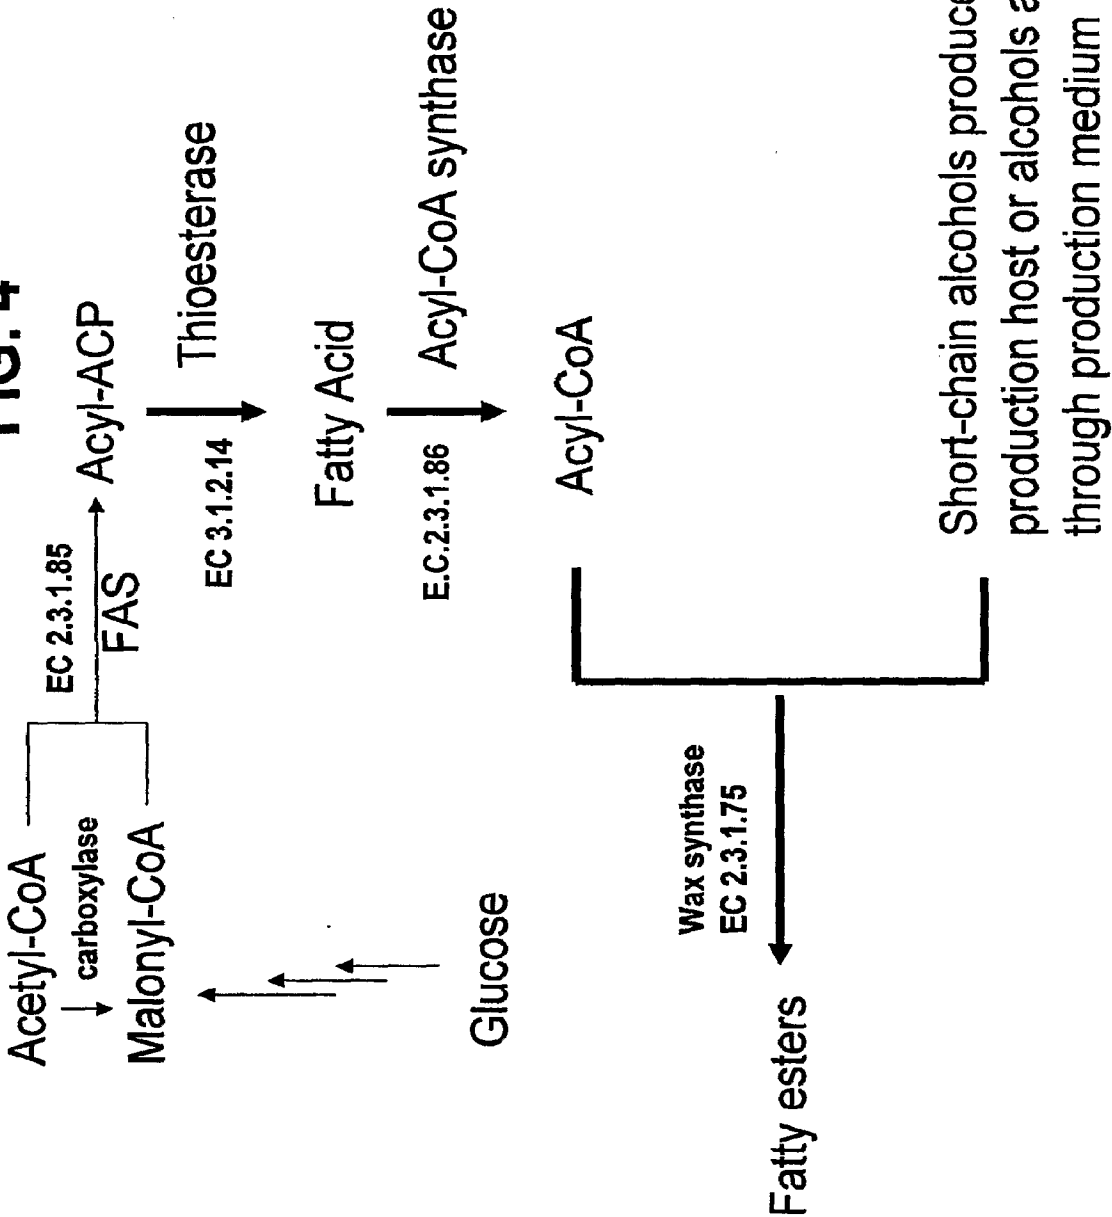 FIG. 4
Acetyl-CoA
carboxylase
Malonyl-CoA
EC 2.3.1.85
FAS
Acyl-ACP
EC 3.1.2.14
Thioesterase
Fatty Acid
E.C.2.3.1.86
Acyl-CoA synthase
Glucose
Acyl-CoA
Wax synthase
EC 2.3.1.75
Fatty esters
Short-chain alcohols produce
production host or alcohols
through production medium